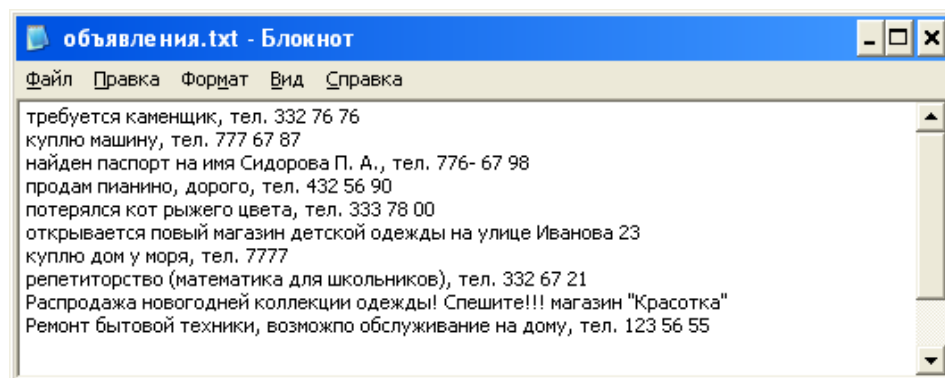 объявления.txt - Блокнот
Файл Правка Формат Вид Справка
требуется каменщик, тел. 332 76 76
куплю машину, тел. 777 67 87
найден паспорт на имя Сидорова П. А., тел. 776- 67 98
продам пианино, дорого, тел. 432 56 90
потерялся кот рыжего цвета, тел. 333 78 00
открывается повый магазин детской одежды на улице Иванова 23
куплю дом у моря, тел. 7777
репетиторство (математика для школьников), тел. 332 67 21
Распродажа новогодней коллекции одежды! Спешите!!! магазин "Красотка"
Ремонт бытовой техники, возможпо обслуживание на дому, тел. 123 56 55